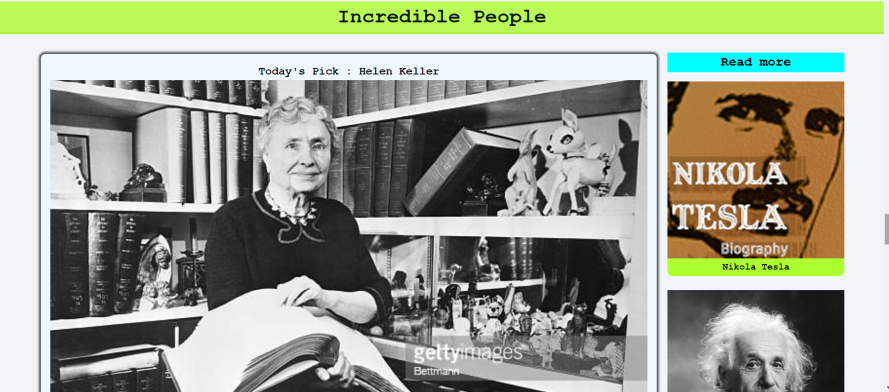 Incredible People
Today's Pick : Helen Keller
gettyimages
Bettmann
Read more
NIKOLA
TESLA
Biography
Nikola Tesla